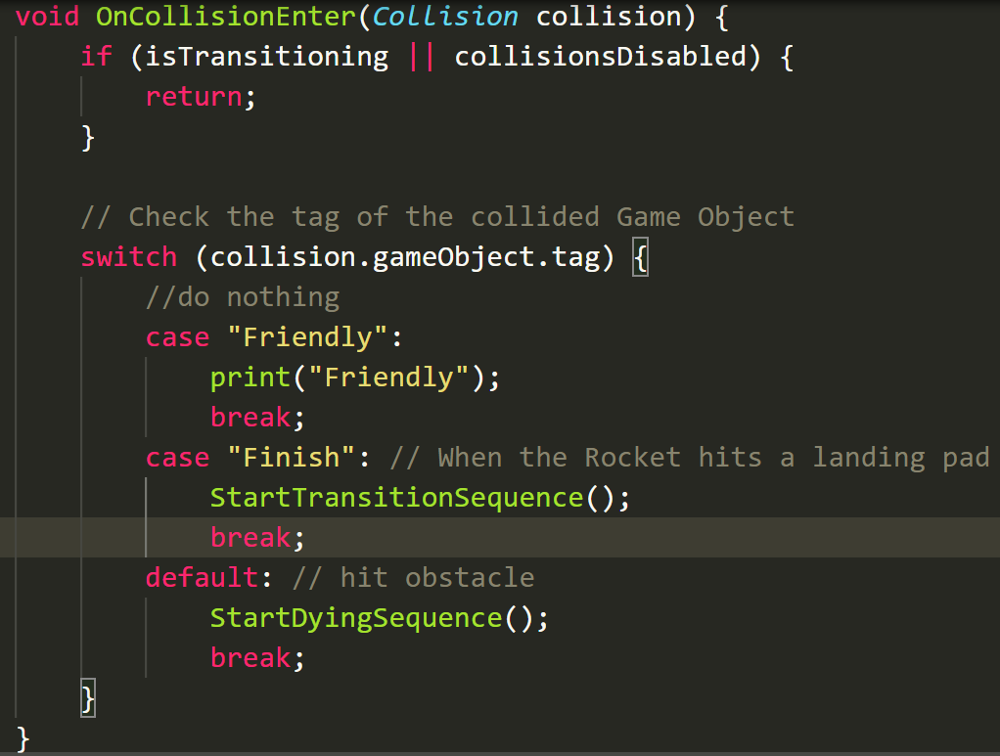 void OnCollisionEnter(Collision collision) {
    if (isTransitioning || collisionsDisabled) {
        return;
    }

    // Check the tag of the collided Game Object
    switch (collision.gameObject.tag) {
        //do nothing
        case "Friendly":
            print("Friendly");
            break;
        case "Finish": // When the Rocket hits a landing pad
            StartTransitionSequence();
            break;
        default: // hit obstacle
            StartDyingSequence();
            break;
    }
}